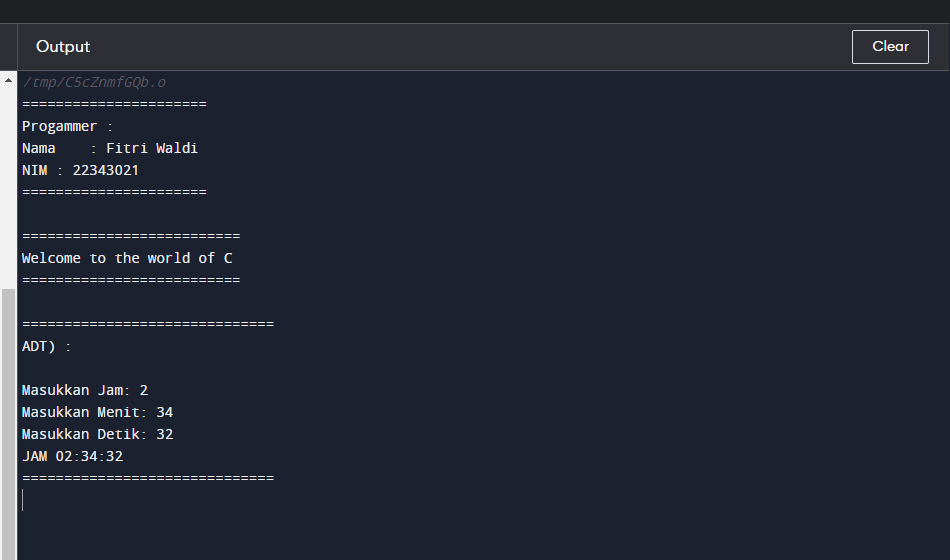 Output
Clear
/tmp/C5cZnmfGQb.o
======================
Progammer :
Nama    : Fitri Waldi
NIM : 22343021
======================
==========================
Welcome to the world of C
==========================
==============================
ADT) :
Masukkan Jam: 2
Masukkan Menit: 34
Masukkan Detik: 32
JAM 02:34:32
==============================